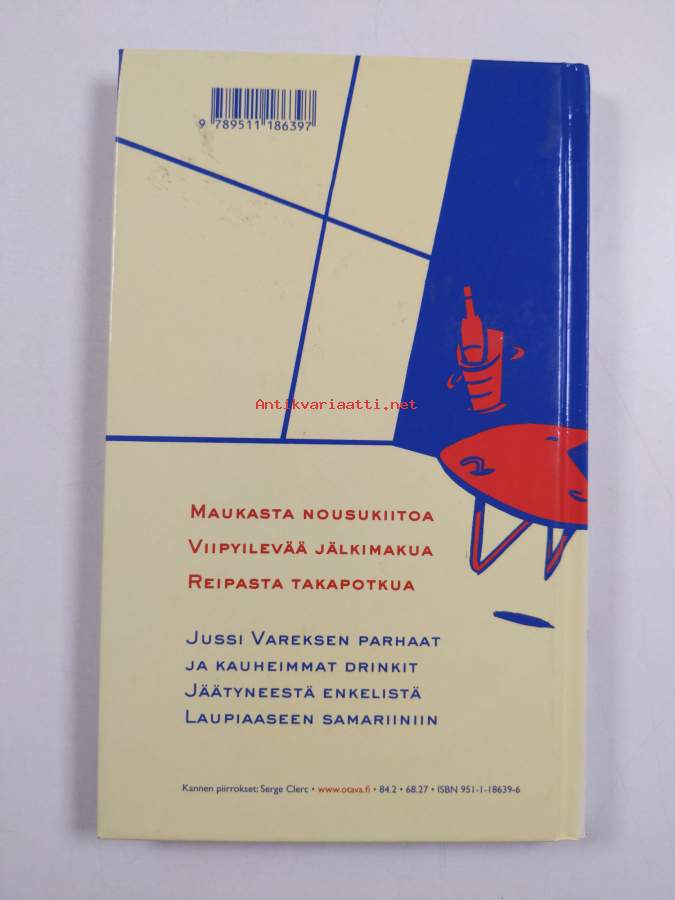 9 789511 186397
Antikvariaatti.net
MAUKASTA NOUSUKIITOA
VIIPYILEVÄÄ JÄLKIMAKUA
REIPASTA TAKAPOTKUA
JUSSI VAREKSEN PARHAAT
JA KAUHEIMMAT DRINKIT
JÄÄTYNEESTÄ ENKELISTÄ
LAUPIAASEEN SAMARIINIIN
Kannen piirrokset: Serge Clerc • www.otava.fi • 84.2 • 68.27 • ISBN 951-1-18639-6